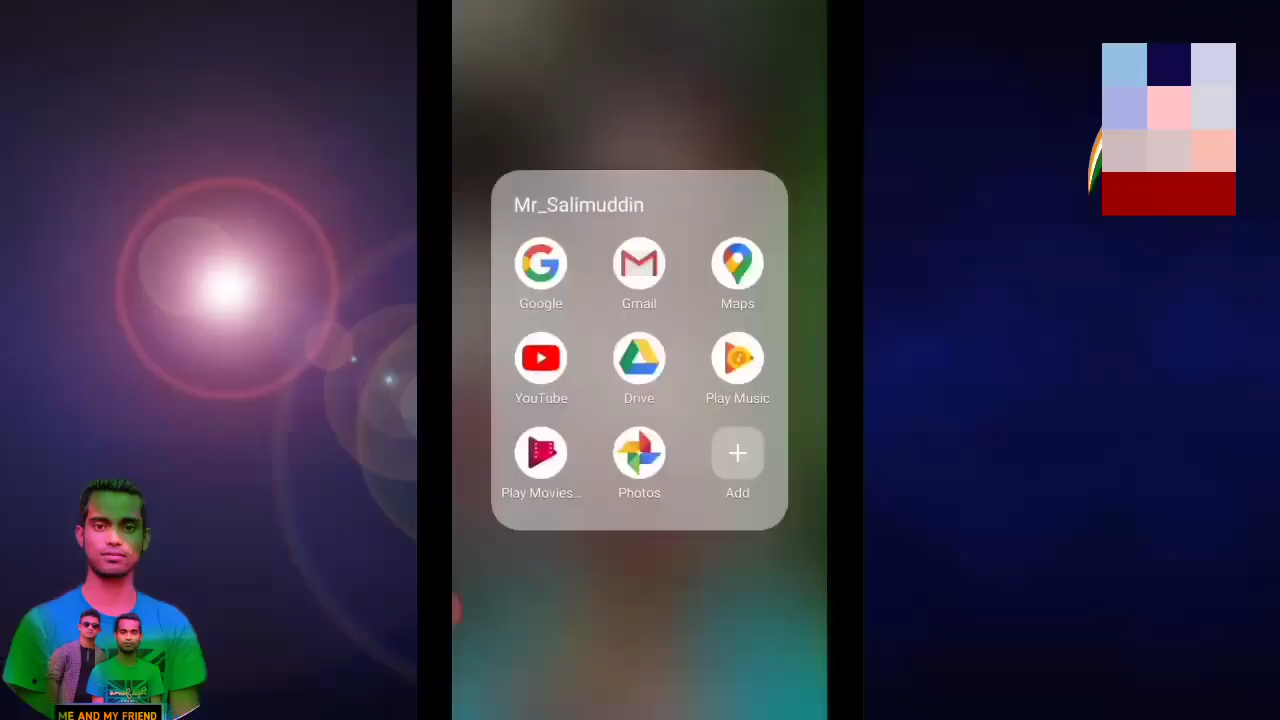 Mr_Salimuddin
Google
Gmail
Maps
YouTube
Drive
Play Music
Play Movies...
Photos
Add
ME AND MY FRIEND